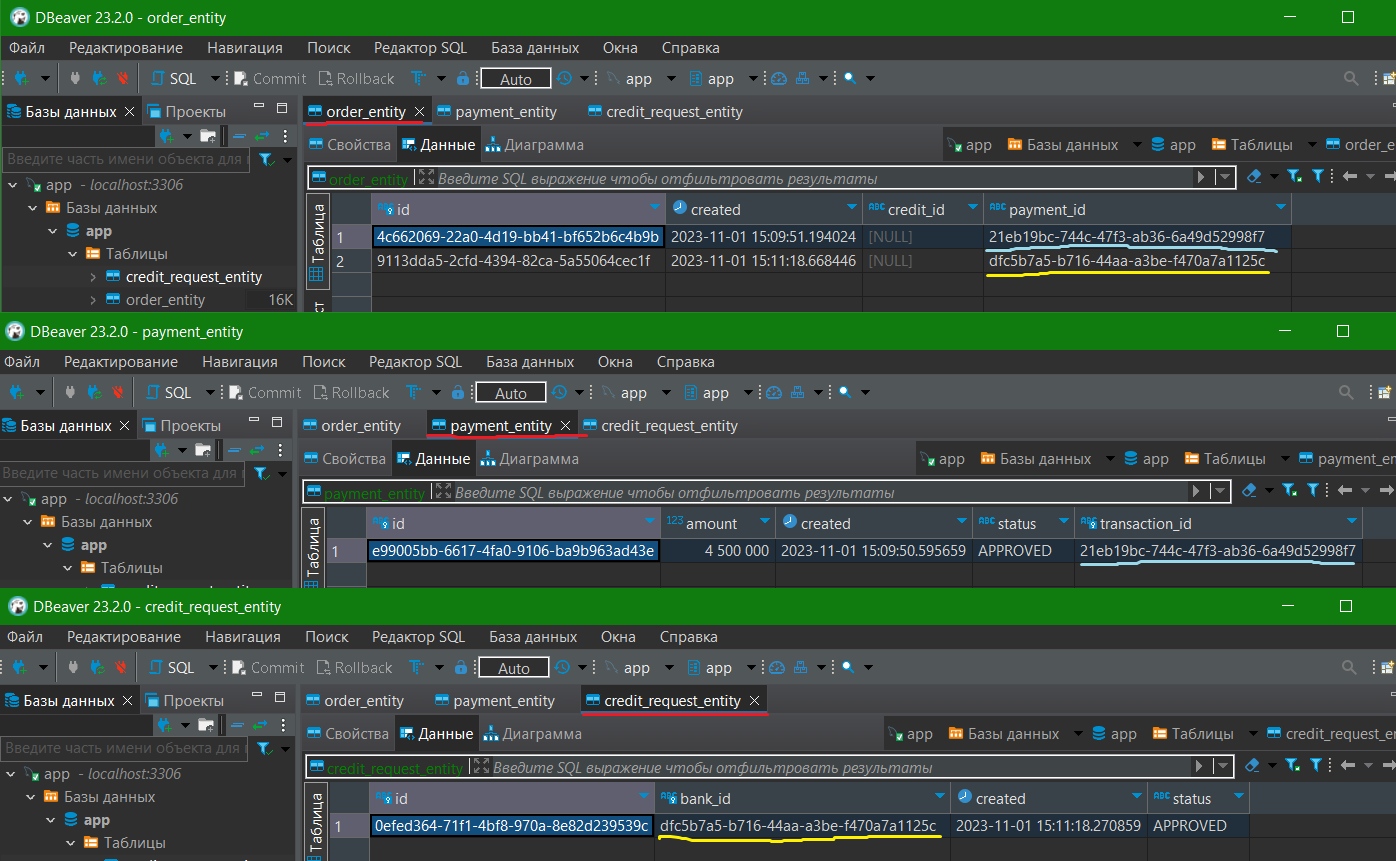 DBeaver 23.2.0 - order_entity
Файл Редактирование Навигация Поиск Редактор SQL База данных Окна Справка
SQL Commit Rollback Auto app app
Базы данных Проекты order_entity payment_entity credit_request_entity
Свойства Данные Диаграмма app Базы данных app Таблицы order_e
Введите часть имени объекта для
order_entity Введите SQL выражение чтобы отфильтровать результаты
app - localhost:3306
Базы данных
app
Таблицы
credit_request_entity
order_entity 16K
Таблица
ст
id created credit_id payment_id
1 4c662069-22a0-4d19-bb41-bf652b6c4b9b 2023-11-01 15:09:51.194024 [NULL] 21eb19bc-744c-47f3-ab36-6a49d52998f7
2 9113dda5-2cfd-4394-82ca-5a55064cec1f 2023-11-01 15:11:18.668446 [NULL] dfc5b7a5-b716-44aa-a3be-f470a7a1125c
DBeaver 23.2.0 - payment_entity
Файл Редактирование Навигация Поиск Редактор SQL База данных Окна Справка
SQL Commit Rollback Auto app app
Базы данных Проекты order_entity payment_entity credit_request_entity
Свойства Данные Диаграмма app Базы данных app Таблицы payment_en
Введите часть имени объекта для
payment_entity Введите SQL выражение чтобы отфильтровать результаты
app - localhost:3306
Базы данных
app
Таблицы
Таблица
id 123 amount created ABC status ABC transaction_id
1 e99005bb-6617-4fa0-9106-ba9b963ad43e 4 500 000 2023-11-01 15:09:50.595659 APPROVED 21eb19bc-744c-47f3-ab36-6a49d52998f7
DBeaver 23.2.0 - credit_request_entity
Файл Редактирование Навигация Поиск Редактор SQL База данных Окна Справка
SQL Commit Rollback Auto app app
Базы данных Проекты order_entity payment_entity credit_request_entity
Свойства Данные Диаграмма app Базы данных app Таблицы credit_request_er
Введите часть имени объекта для
credit_request_entity Введите SQL выражение чтобы отфильтровать результаты
app - localhost:3306
Базы данных
app
Таблицы
Таблица
id ABC bank_id created ABC status
1 0efed364-71f1-4bf8-970a-8e82d239539c dfc5b7a5-b716-44aa-a3be-f470a7a1125c 2023-11-01 15:11:18.270859 APPROVED